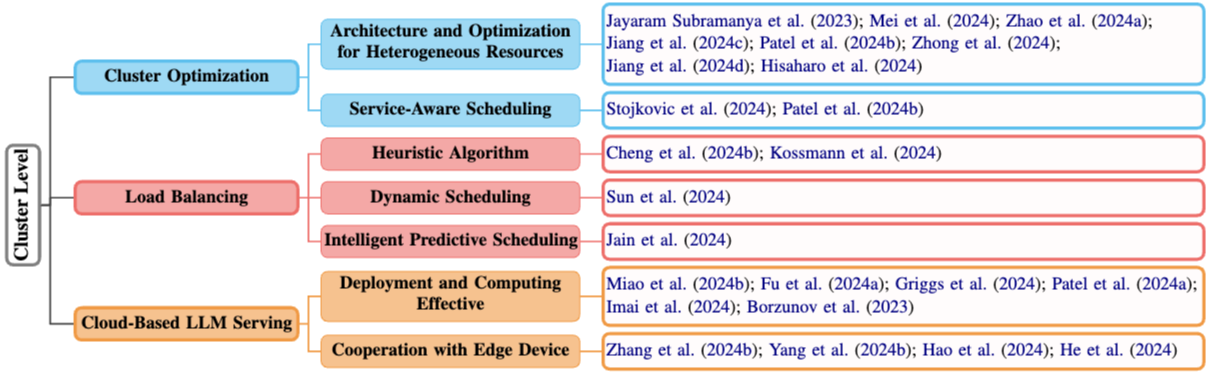 Cluster Level
Cluster Optimization
Architecture and Optimization
for Heterogeneous Resources
Jayaram Subramanya et al. (2023); Mei et al. (2024); Zhao et al. (2024a);
Jiang et al. (2024c); Patel et al. (2024b); Zhong et al. (2024);
Jiang et al. (2024d); Hisaharo et al. (2024)
Service-Aware Scheduling
Stojkovic et al. (2024); Patel et al. (2024b)
Load Balancing
Heuristic Algorithm
Cheng et al. (2024b); Kossmann et al. (2024)
Dynamic Scheduling
Sun et al. (2024)
Intelligent Predictive Scheduling
Jain et al. (2024)
Cloud-Based LLM Serving
Deployment and Computing
Effective
Miao et al. (2024b); Fu et al. (2024a); Griggs et al. (2024); Patel et al. (2024a);
Imai et al. (2024); Borzunov et al. (2023)
Cooperation with Edge Device
Zhang et al. (2024b); Yang et al. (2024b); Hao et al. (2024); He et al. (2024)